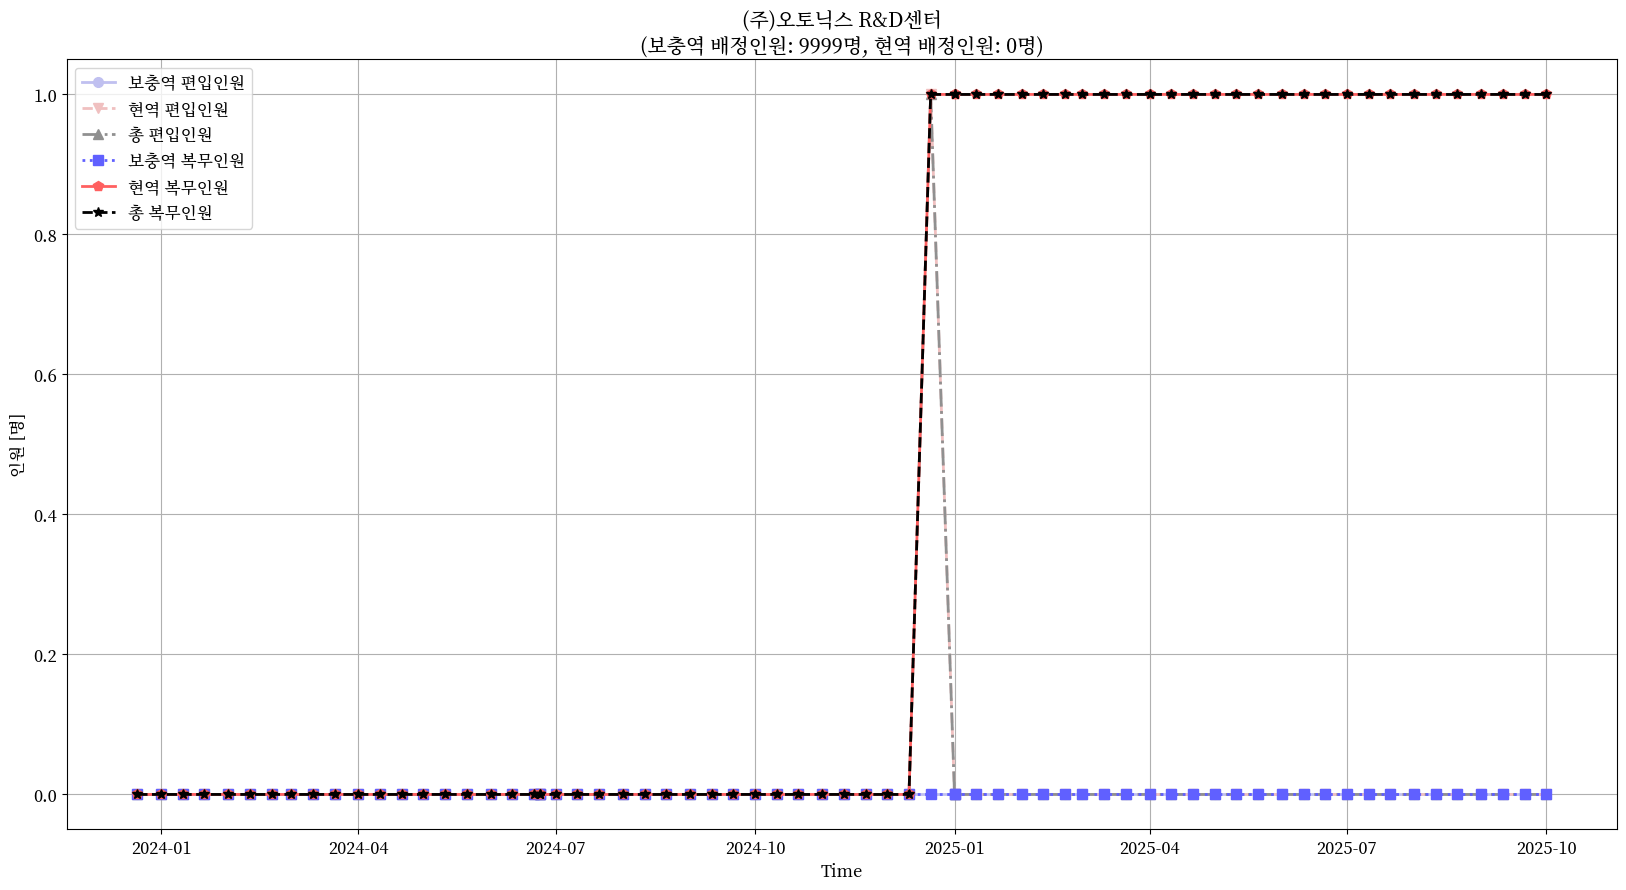 (주)오토닉스 R&D센터
(보충역 배정인원: 9999명, 현역 배정인원: 0명)
보충역 편입인원
현역 편입인원
총 편입인원
보충역 복무인원
현역 복무인원
총 복무인원
1.0
0.8
0.6
0.4
0.2
0.0
인원 [명]
2024-01
2024-04
2024-07
2024-10
2025-01
2025-04
2025-07
2025-10
Time